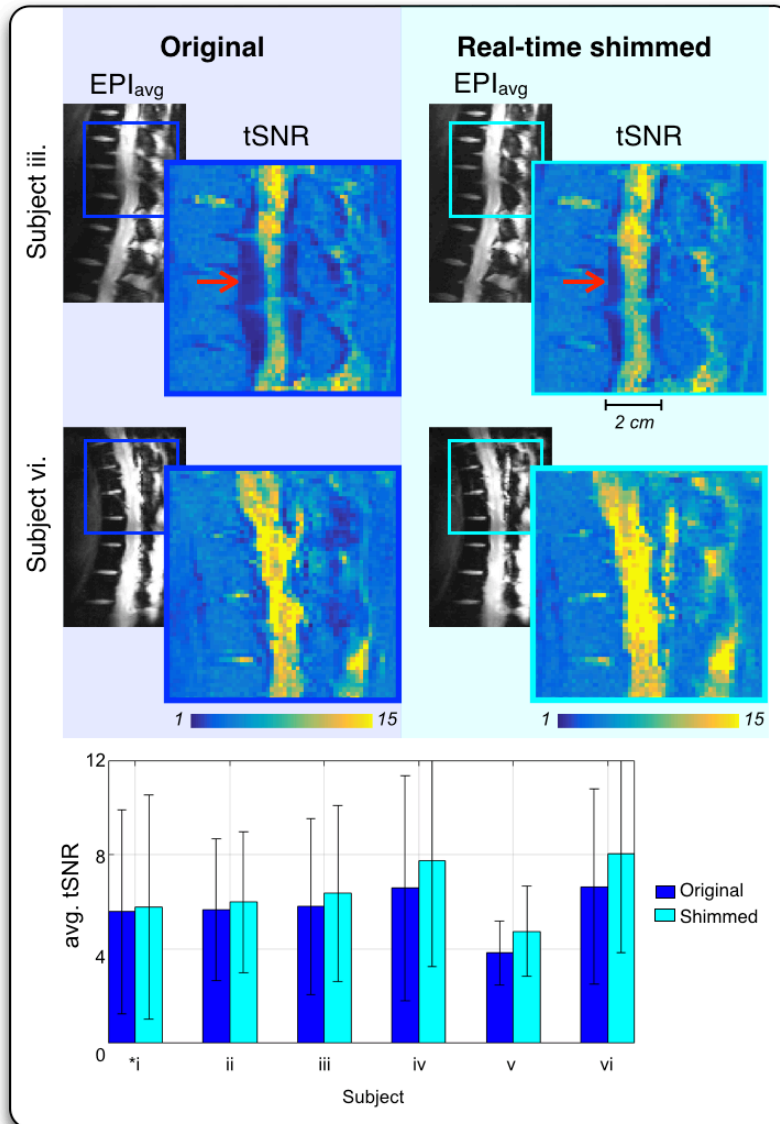 Original
Real-time shimmed
EPIavg
EPIavg
tSNR
tSNR
Subject iii.
2 cm
Subject vi.
1
15
1
15
12
8
4
0
avg. tSNR
Original
Shimmed
*i
ii
iii
iv
v
vi
Subject